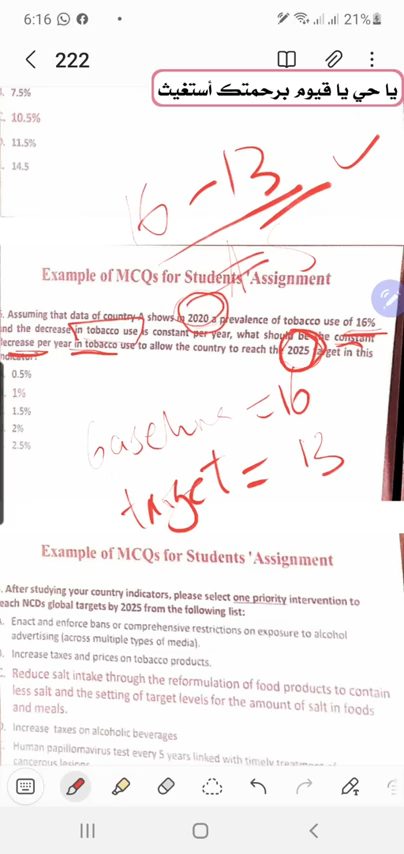 6:16
21%
222
يا حي يا قيوم برحمتك أستغيث
7.5%
10.5%
11.5%
14.5
16 - 13
Example of MCQs for Students 'Assignment
. Assuming that data of country A shows in 2020 a prevalence of tobacco use of 16%
and the decrease in tobacco use is constant per year, what should be the constant
decrease per year in tobacco use to allow the country to reach the 2025 target in this
indicator?
0.5%
1%
1.5%
2%
2.5%
baseline = 16
target = 13
Example of MCQs for Students 'Assignment
. After studying your country indicators, please select one priority intervention to
each NCDs global targets by 2025 from the following list:
Enact and enforce bans or comprehensive restrictions on exposure to alcohol
advertising (across multiple types of media).
Increase taxes and prices on tobacco products.
Reduce salt intake through the reformulation of food products to contain
less salt and the setting of target levels for the amount of salt in foods
and meals.
Increase taxes on alcoholic beverages
Human papillomavirus test every 5 years linked with timely
cancerous lesions